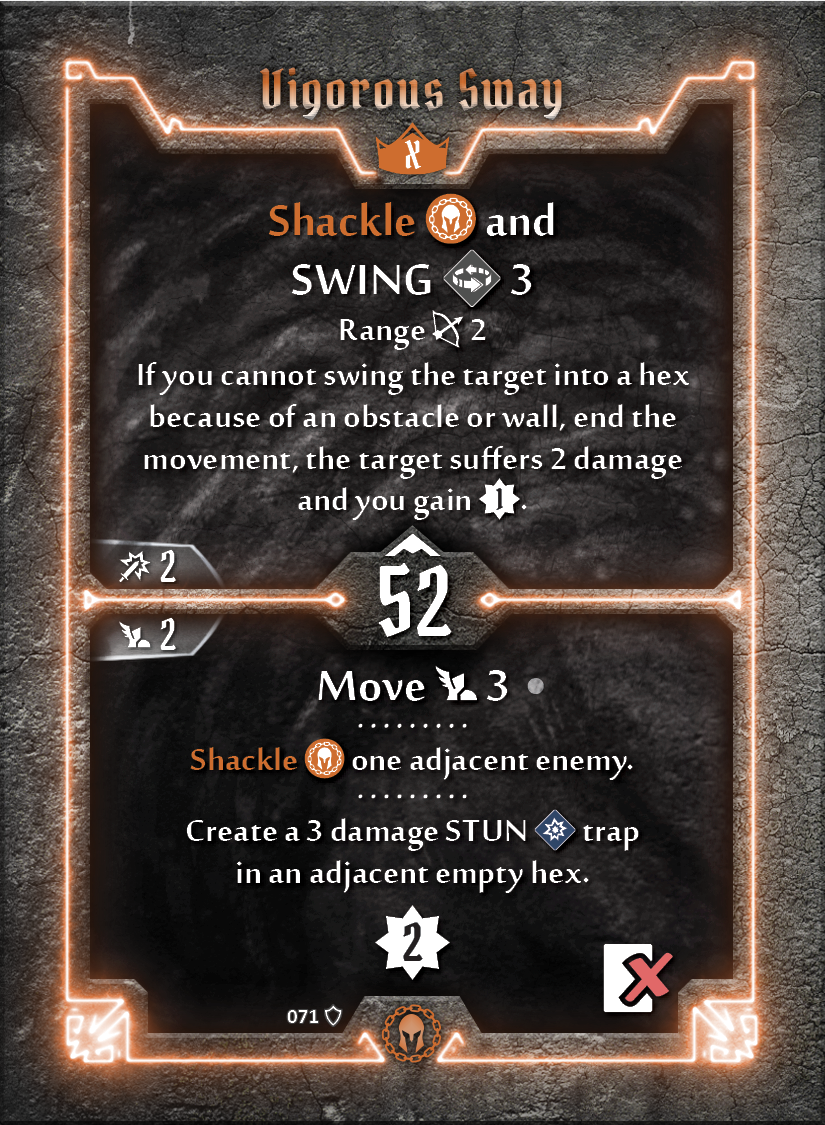 Vigorous Sway
X
Shackle and
SWING 3
Range 2
If you cannot swing the target into a hex
because of an obstacle or wall, end the
movement, the target suffers 2 damage
and you gain 1.
2
52
2
Move 3
Shackle one adjacent enemy.
Create a 3 damage STUN trap
in an adjacent empty hex.
2
071